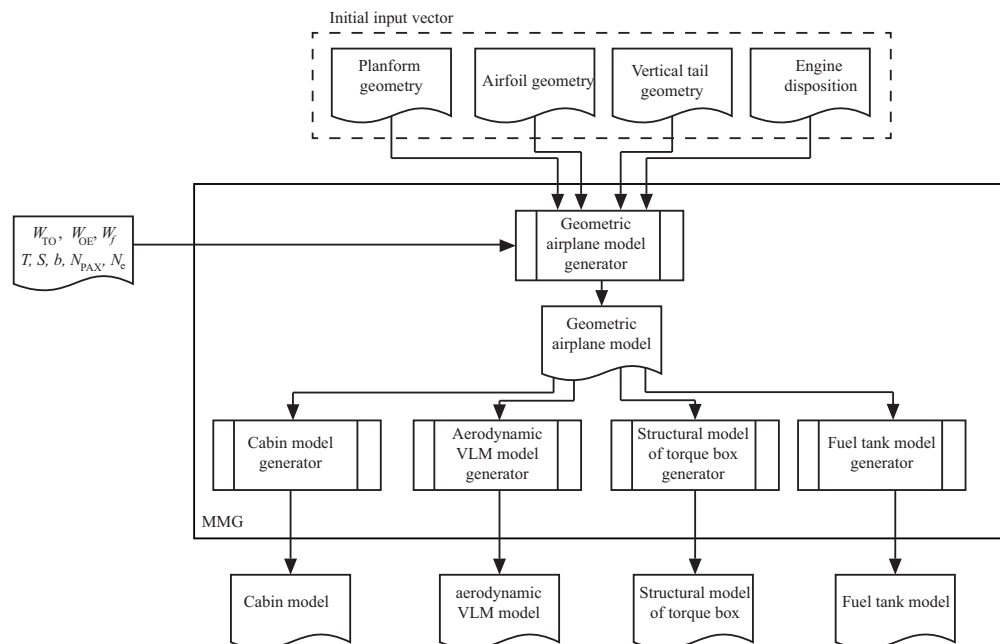 Initial input vector
Planform
geometry
Airfoil geometry
Vertical tail
geometry
Engine
disposition
W_TO, W_OE, W_f
T, S, b, N_PAX, N_e
Geometric
airplane model
generator
Geometric
airplane model
Cabin model
generator
Aerodynamic
VLM model
generator
Structural model
of torque box
generator
Fuel tank model
generator
MMG
Cabin model
aerodynamic
VLM model
Structural model
of torque box
Fuel tank model